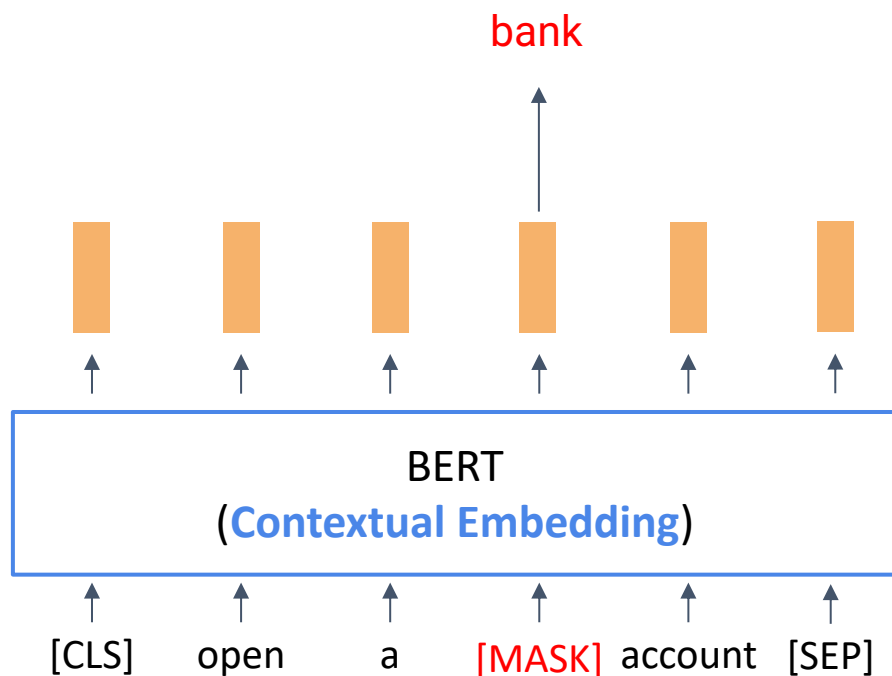 bank
BERT
(Contextual Embedding)
[CLS] open a [MASK] account [SEP]